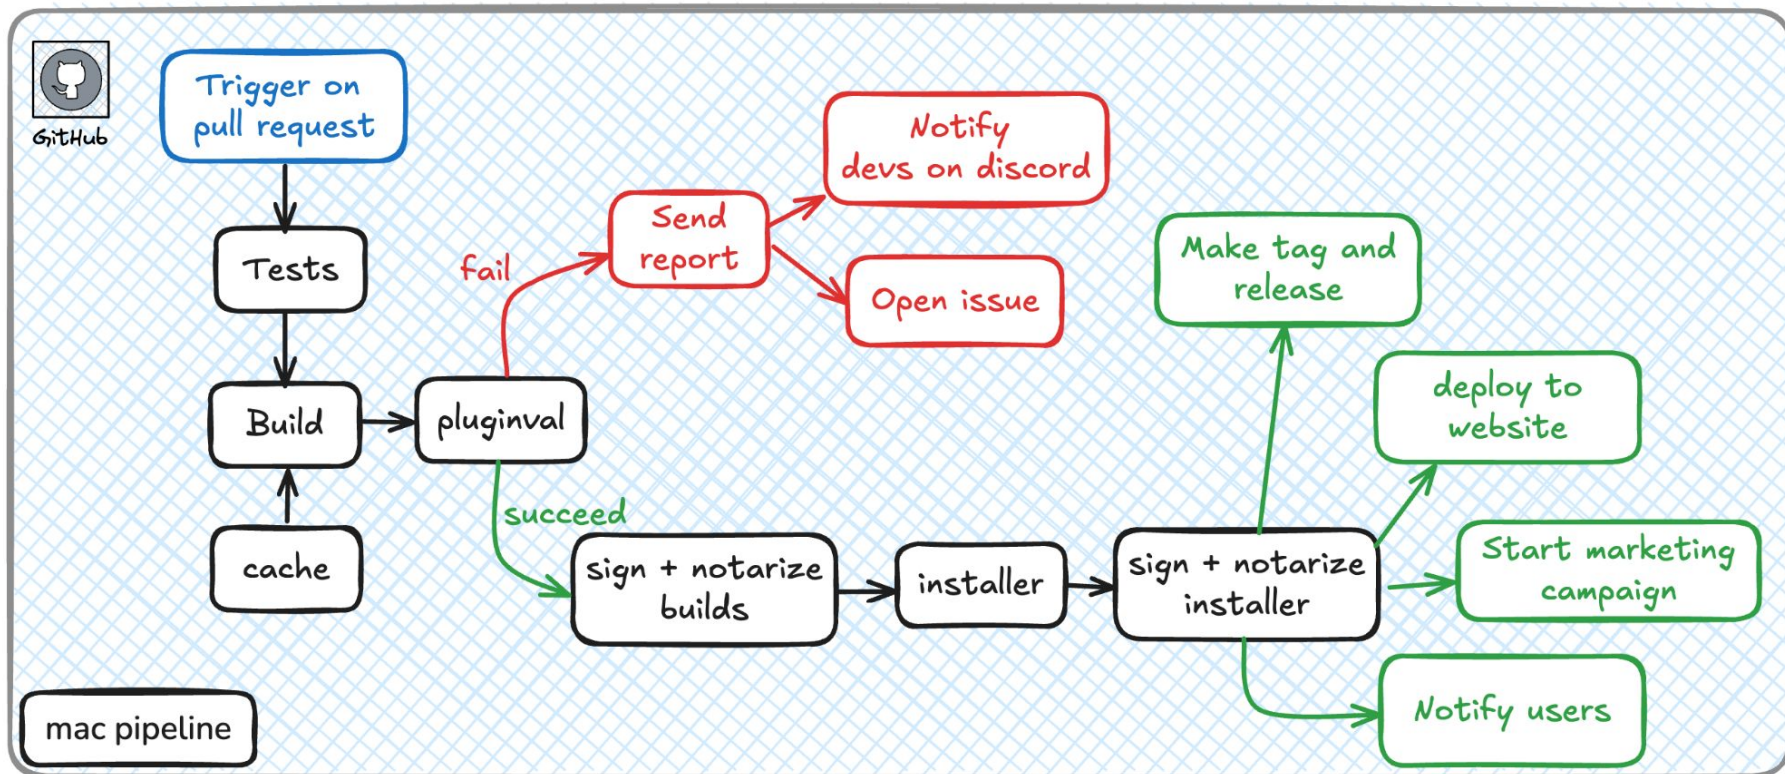 GitHub
Trigger on
pull request
Tests
Build
cache
pluginval
fail
Send
report
Notify
devs on discord
Open issue
succeed
sign + notarize
builds
installer
sign + notarize
installer
Make tag and
release
deploy to
website
Start marketing
campaign
Notify users
mac pipeline